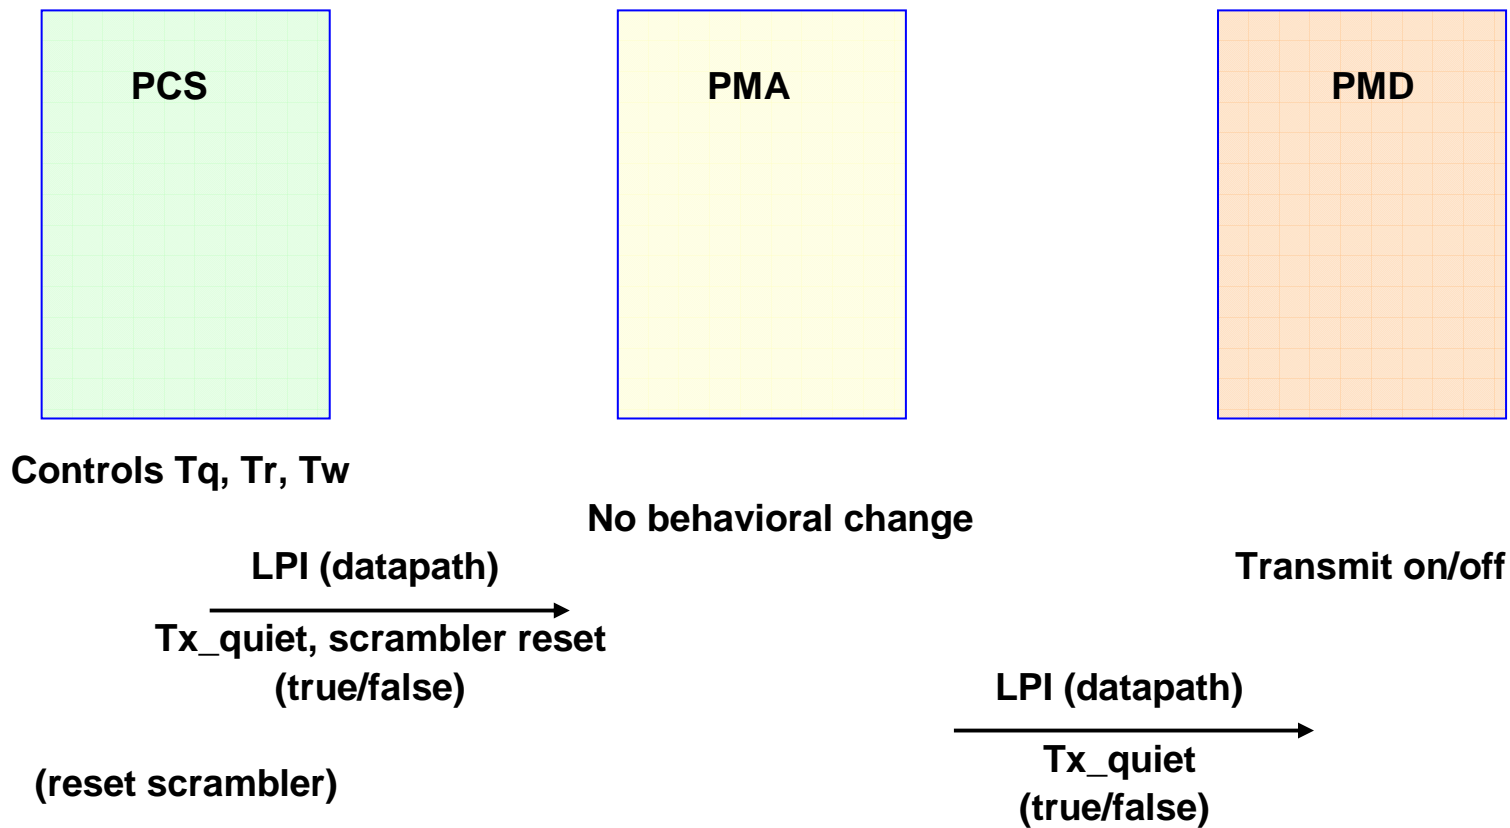 PCS
PMA
PMD
Controls Tq, Tr, Tw
No behavioral change
LPI (datapath)
Transmit on/off
Tx_quiet, scrambler reset
(true/false)
LPI (datapath)
Tx_quiet
(true/false)
(reset scrambler)